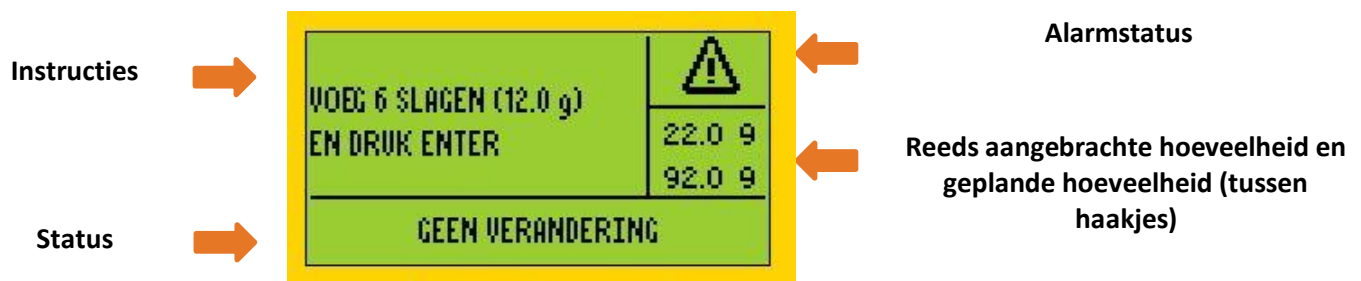 Instructies
VOEG 6 SLAGEN (12.0 g)
EN DRUK ENTER
22.0 g
92.0 g
GEEN VERANDERING
Status
Alarmstatus
Reeds aangebrachte hoeveelheid en
geplande hoeveelheid (tussen
haakjes)